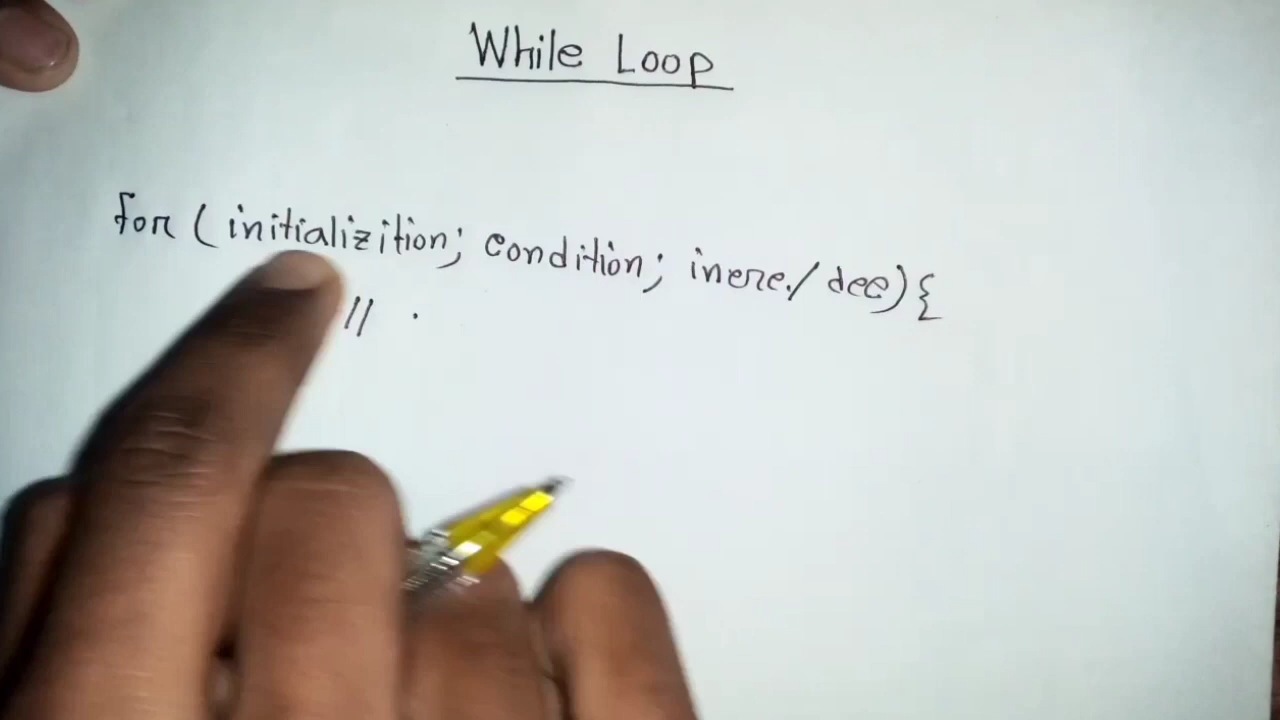 While Loop
for (initializition; condition; incre./ dec){
// .